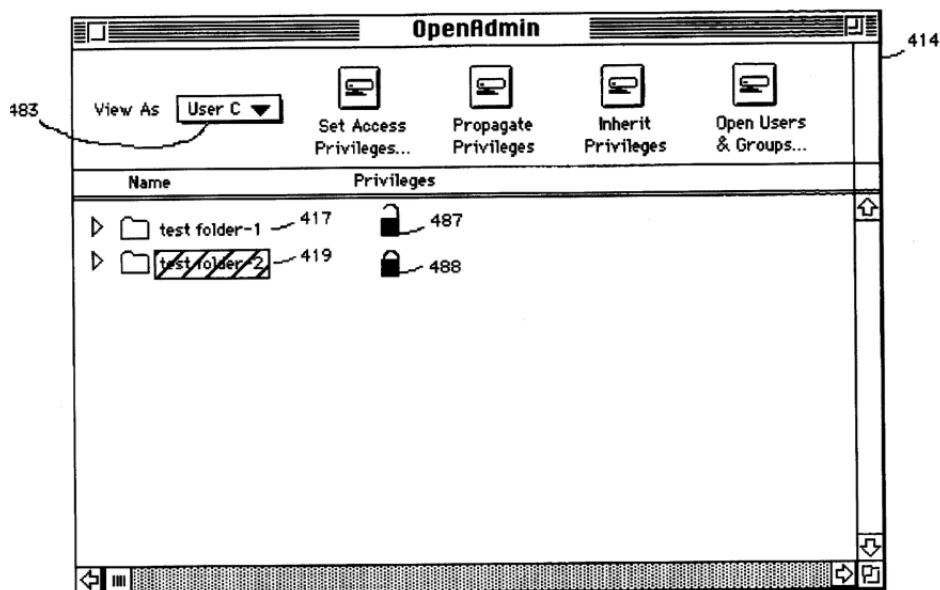 OpenAdmin
414
483
View As User C
Set Access Privileges...
Propagate Privileges
Inherit Privileges
Open Users & Groups...
Name Privileges
test folder-1 417 487
test folder-2 419 488